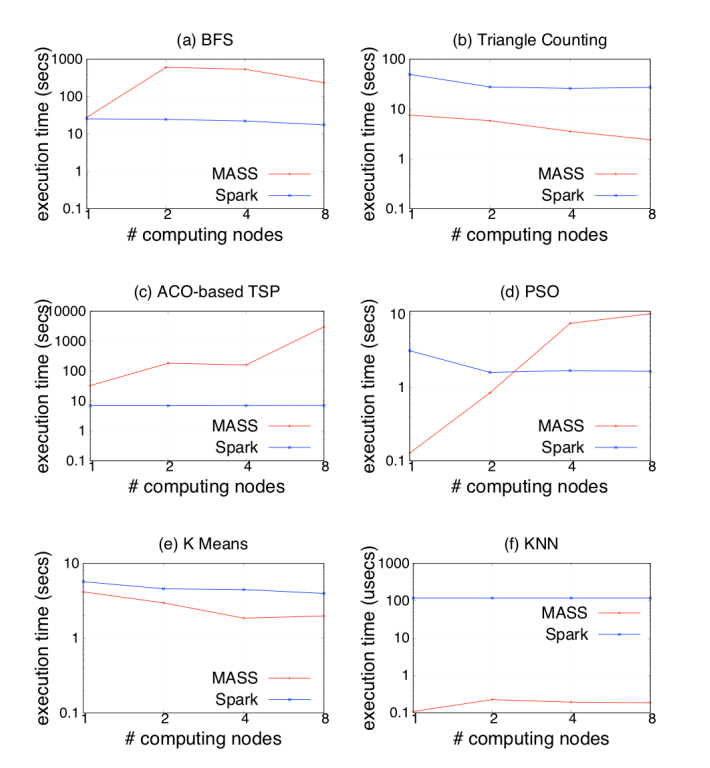 (a) BFS
execution time (secs)
1000
100
10
1
0.1
MASS
Spark
1 2 4 8
# computing nodes
(b) Triangle Counting
execution time (secs)
100
10
1
0.1
MASS
Spark
1 2 4 8
# computing nodes
(c) ACO-based TSP
execution time (secs)
10000
1000
100
10
1
0.1
MASS
Spark
1 2 4 8
# computing nodes
(d) PSO
execution time (secs)
10
1
0.1
MASS
Spark
1 2 4 8
# computing nodes
(e) K Means
execution time (secs)
10
1
0.1
MASS
Spark
1 2 4 8
# computing nodes
(f) KNN
execution time (usecs)
1000
100
10
1
0.1
MASS
Spark
1 2 4 8
# computing nodes